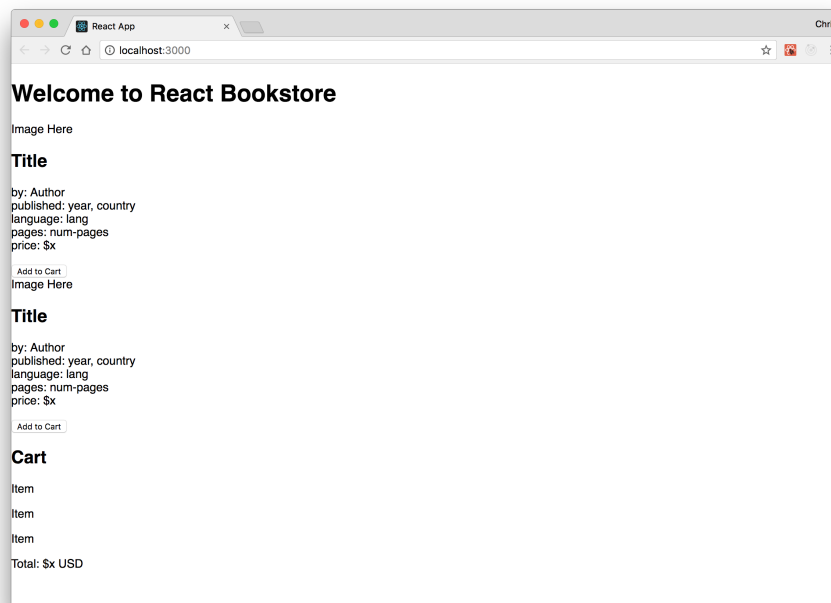 React App
Chri
localhost:3000
Welcome to React Bookstore
Image Here
Title
by: Author
published: year, country
language: lang
pages: num-pages
price: $x
Add to Cart
Image Here
Title
by: Author
published: year, country
language: lang
pages: num-pages
price: $x
Add to Cart
Cart
Item
Item
Item
Total: $x USD